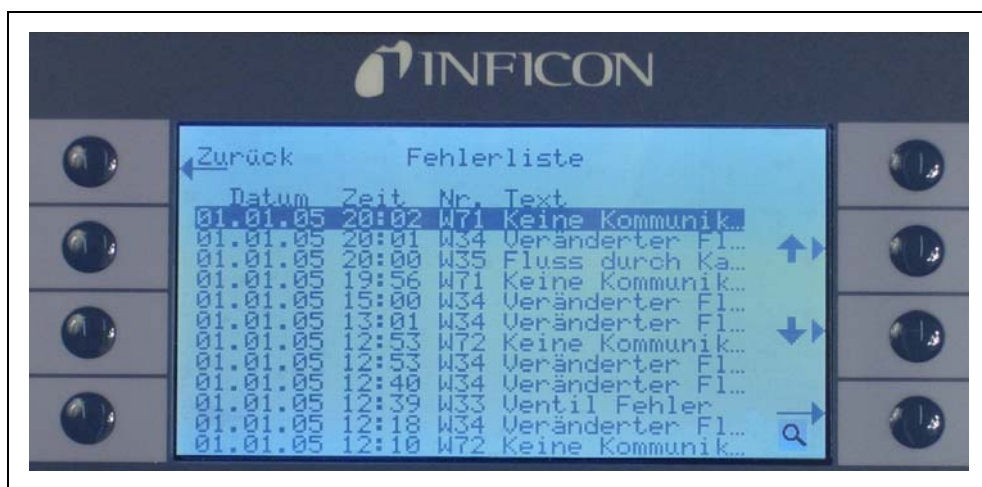 INFICON
Zurück Fehlerliste
Datum Zeit Nr. Text
01.01.05 20:02 W71 Keine Kommunik…
01.01.05 20:01 W34 Veränderter Fl…
01.01.05 20:00 W35 Fluss durch Ka…
01.01.05 19:56 W71 Keine Kommunik…
01.01.05 15:00 W34 Veränderter Fl…
01.01.05 13:01 W34 Veränderter Fl…
01.01.05 12:53 W72 Keine Kommunik…
01.01.05 12:53 W34 Veränderter Fl…
01.01.05 12:40 W34 Veränderter Fl…
01.01.05 12:39 W33 Ventil Fehler
01.01.05 12:18 W34 Veränderter Fl…
01.01.05 12:10 W72 Keine Kommunik…